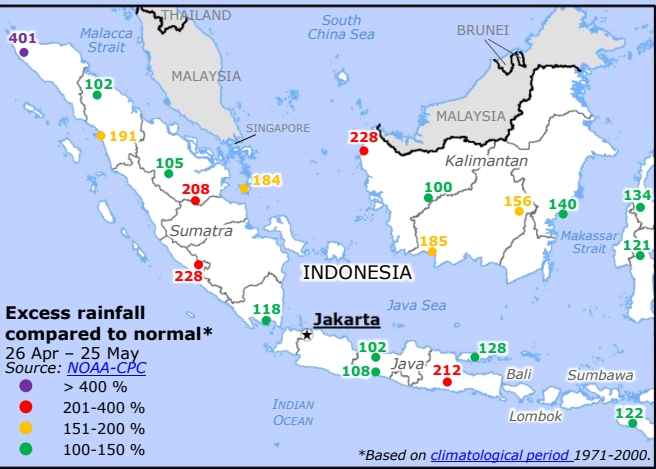 THAILAND
Malacca
Strait
South
China Sea
BRUNEI
401
MALAYSIA
102
MALAYSIA
SINGAPORE
191
228
Kalimantan
105
184
208
100
156
140
134
Sumatra
185
Makassar
Strait
121
228
INDONESIA
118
Java Sea
Jakarta
Excess rainfall
compared to normal*
26 Apr – 25 May
Source: NOAA-CPC
> 400 %
201-400 %
151-200 %
100-150 %
102
108
Java
128
212
Bali
Sumbawa
Lombok
122
INDIAN
OCEAN
*Based on climatological period 1971-2000.